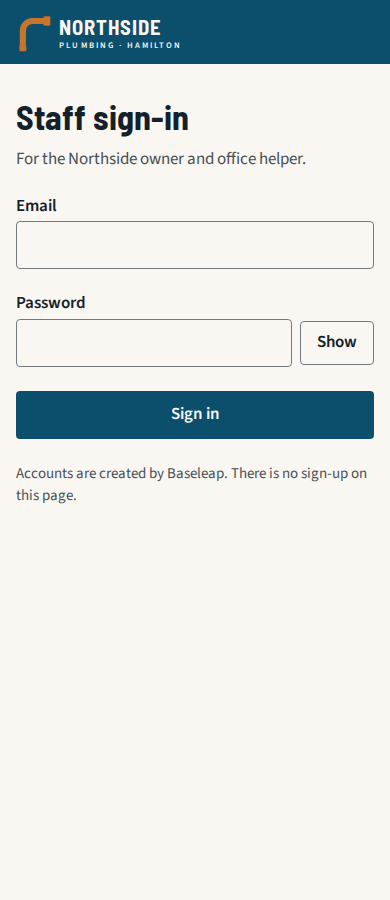 NORTHSIDE
PLUMBING · HAMILTON
Staff sign-in
For the Northside owner and office helper.
Email
Password
Show
Sign in
Accounts are created by Baseleap. There is no sign-up on
this page.